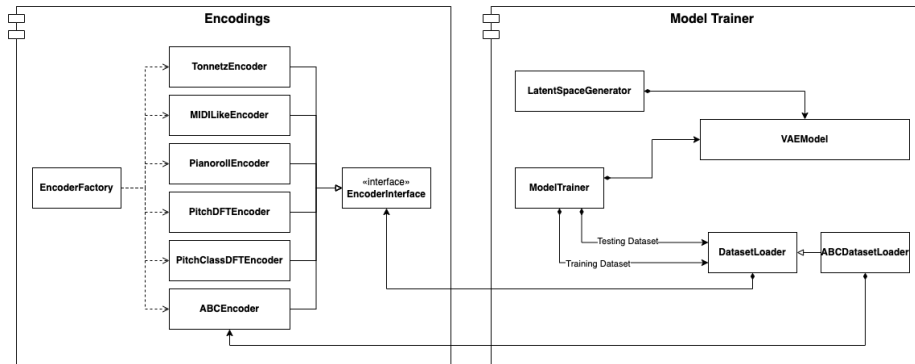 Encodings
TonnetzEncoder
MIDILikeEncoder
PianorollEncoder
EncoderFactory
PitchDFTEncoder
PitchClassDFTEncoder
ABCEncoder
«interface»
EncoderInterface
Model Trainer
LatentSpaceGenerator
VAEModel
ModelTrainer
Testing Dataset
Training Dataset
DatasetLoader
ABCDatasetLoader